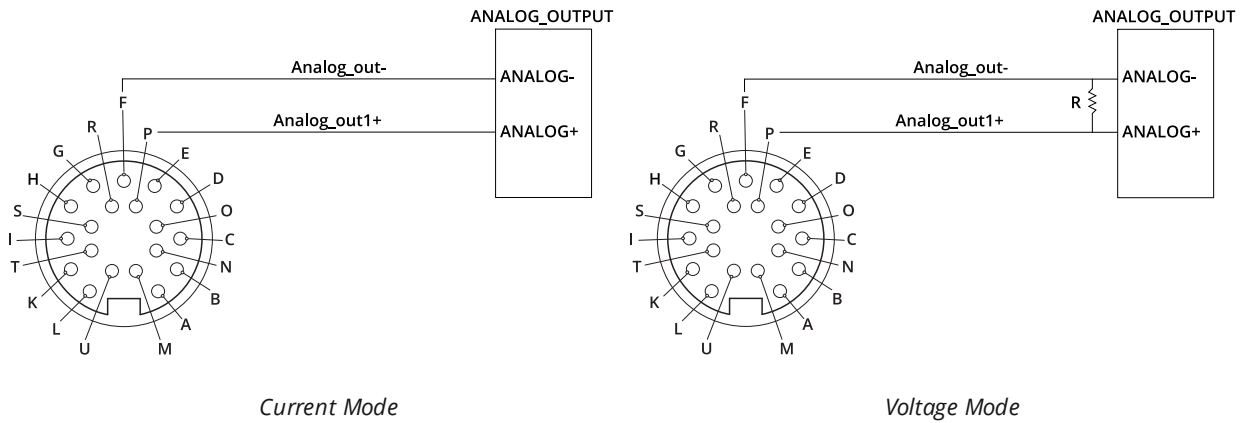 ANALOG_OUTPUT
Analog_out-
ANALOG-
F
Analog_out1+
ANALOG+
R
P
G
E
H
D
S
O
I
C
T
N
K
B
L
A
U
M
Current Mode
ANALOG_OUTPUT
Analog_out-
ANALOG-
R
F
Analog_out1+
ANALOG+
R
P
G
E
H
D
S
O
I
C
T
N
K
B
L
A
U
M
Voltage Mode